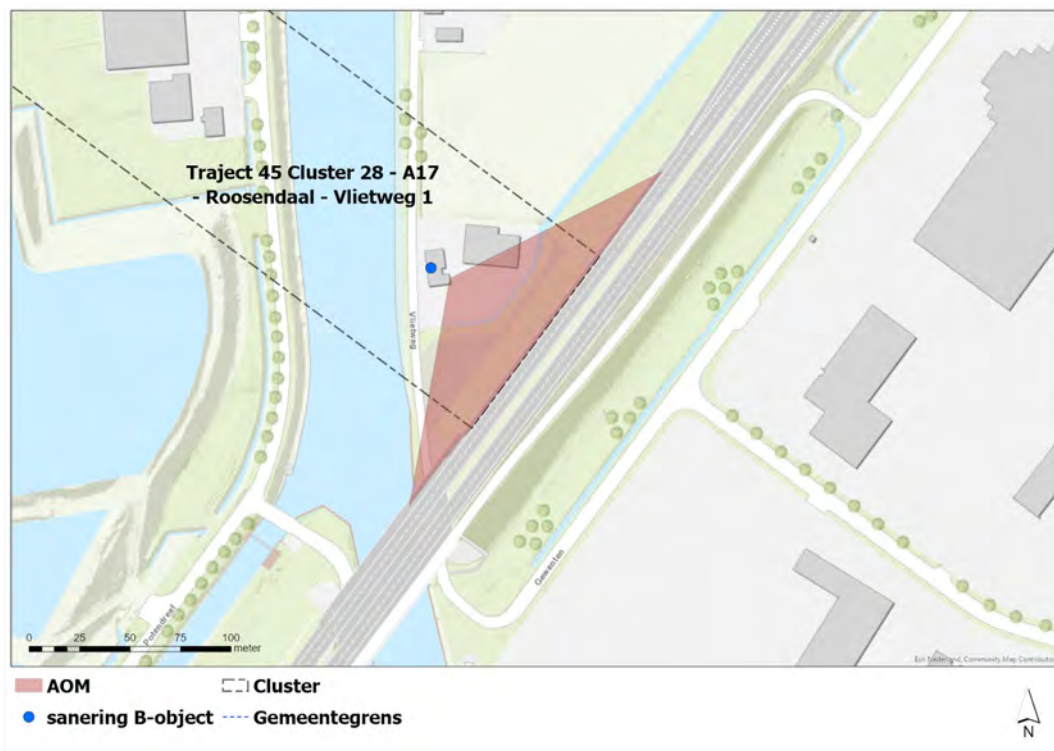 Traject 45 Cluster 28 - A17
- Roosendaal - Vlietweg 1
Vlietweg
Gewenten
Potendreef
0 25 50 75 100
meter
Esri Nederland, Community Map Contributors
AOM
Cluster
sanering B-object
Gemeentegrens
N